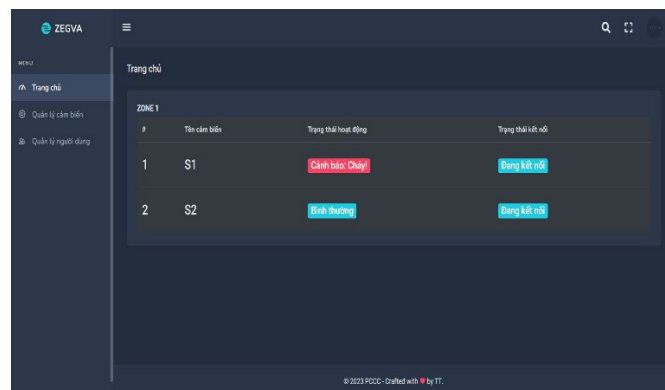 ZEGVA
MENU
Trang chủ
Quản lý cảm biến
Quản lý người dùng
Trang chủ
ZONE 1
# Tên cảm biến Trạng thái hoạt động Trạng thái kết nối
1 S1 Cảnh báo: Cháy! Đang kết nối
2 S2 Bình thường Đang kết nối
© 2023 PCCC - Crafted with ❤ by TT.